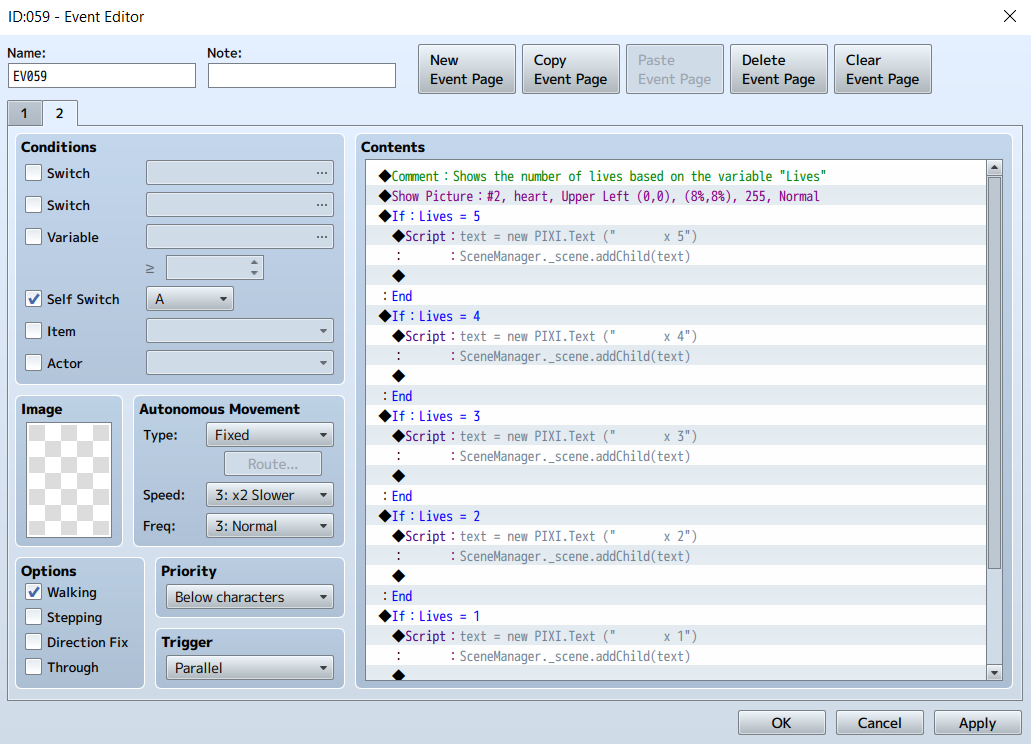 ID:059 - Event Editor
Name:
Note:
EV059
New
Event Page
Copy
Event Page
Paste
Event Page
Delete
Event Page
Clear
Event Page
1
2
Conditions
Switch
...
Switch
...
Variable
...
≥
Self Switch
A
Item
Actor
Image
Autonomous Movement
Type:
Fixed
Route...
Speed:
3: x2 Slower
Freq:
3: Normal
Options
Walking
Stepping
Direction Fix
Through
Priority
Below characters
Trigger
Parallel
Contents
◆Comment：Shows the number of lives based on the variable "Lives"
◆Show Picture：#2, heart, Upper Left (0,0), (8%,8%), 255, Normal
◆If：Lives = 5
◆Script：text = new PIXI.Text ("      x 5")
：      ：SceneManager._scene.addChild(text)
◆
：End
◆If：Lives = 4
◆Script：text = new PIXI.Text ("      x 4")
：      ：SceneManager._scene.addChild(text)
◆
：End
◆If：Lives = 3
◆Script：text = new PIXI.Text ("      x 3")
：      ：SceneManager._scene.addChild(text)
◆
：End
◆If：Lives = 2
◆Script：text = new PIXI.Text ("      x 2")
：      ：SceneManager._scene.addChild(text)
◆
：End
◆If：Lives = 1
◆Script：text = new PIXI.Text ("      x 1")
：      ：SceneManager._scene.addChild(text)
◆
OK
Cancel
Apply